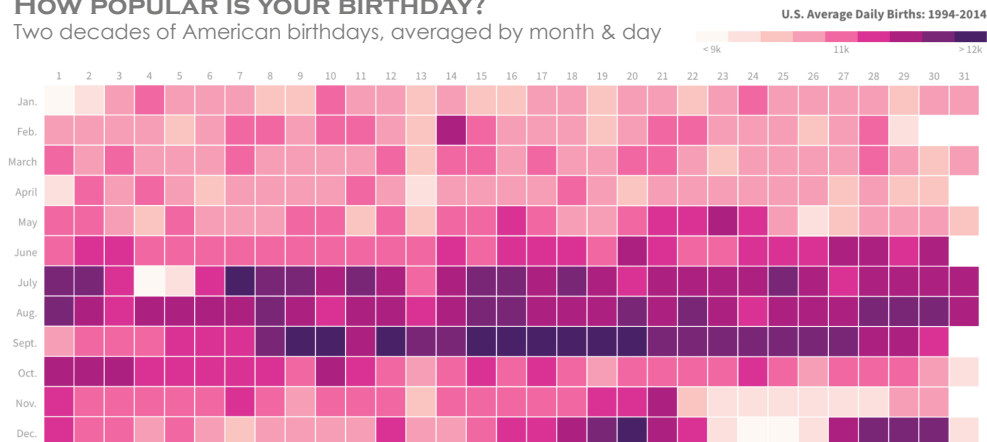 HOW POPULAR IS YOUR BIRTHDAY?
Two decades of American birthdays, averaged by month & day
U.S. Average Daily Births: 1994-2014
< 9k 11k > 12k
1 2 3 4 5 6 7 8 9 10 11 12 13 14 15 16 17 18 19 20 21 22 23 24 25 26 27 28 29 30 31
Jan.
Feb.
March
April
May
June
July
Aug.
Sept.
Oct.
Nov.
Dec.